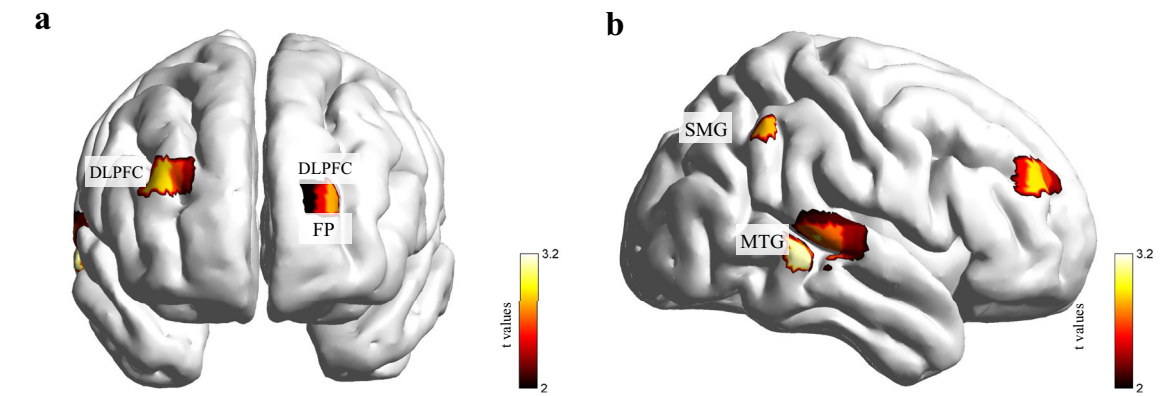 a
DLPFC
DLPFC
FP
3.2
t values
2
b
SMG
MTG
3.2
t values
2